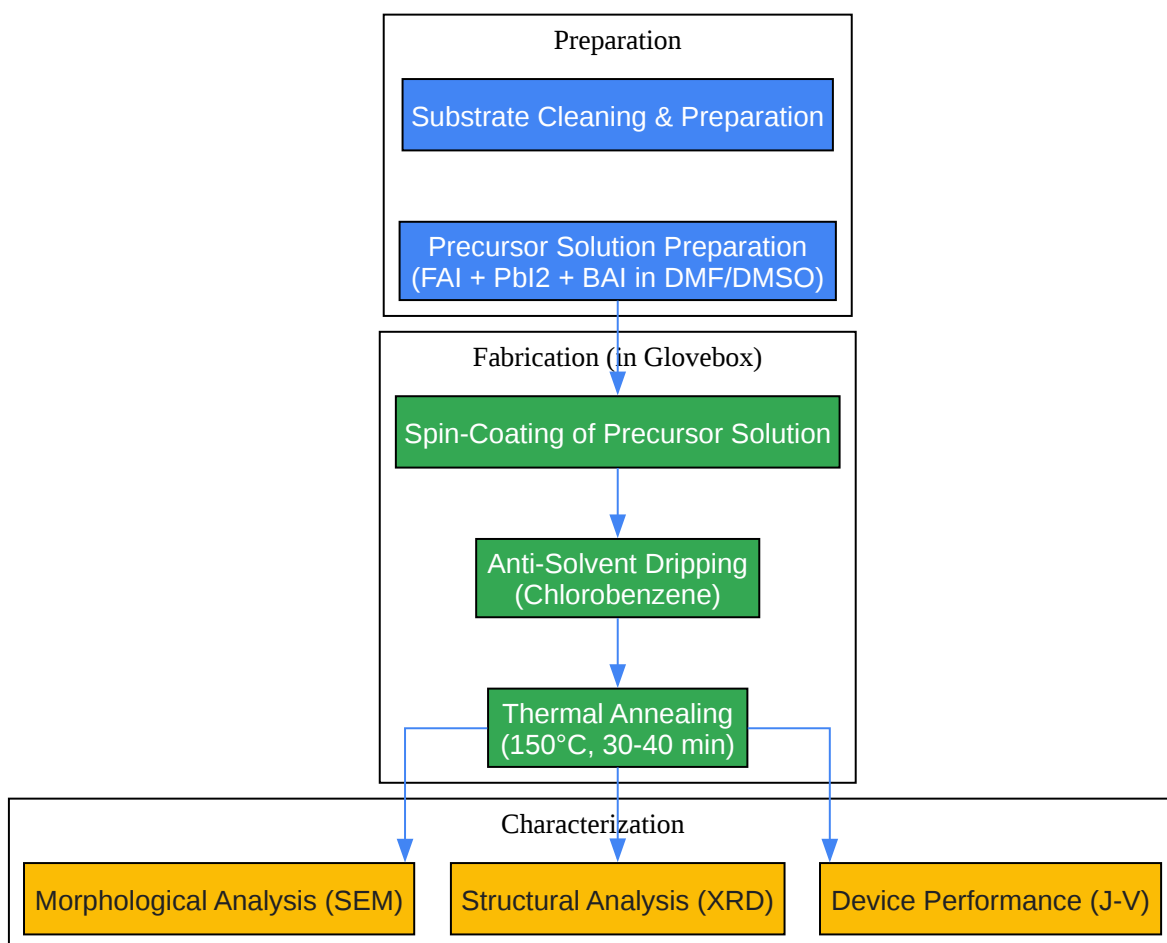 Preparation
Substrate Cleaning & Preparation
Precursor Solution Preparation
(FAI + PbI2 + BAI in DMF/DMSO)
Fabrication (in Glovebox)
Spin-Coating of Precursor Solution
Anti-Solvent Dripping
(Chlorobenzene)
Thermal Annealing
(150°C, 30-40 min)
Characterization
Morphological Analysis (SEM)
Structural Analysis (XRD)
Device Performance (J-V)